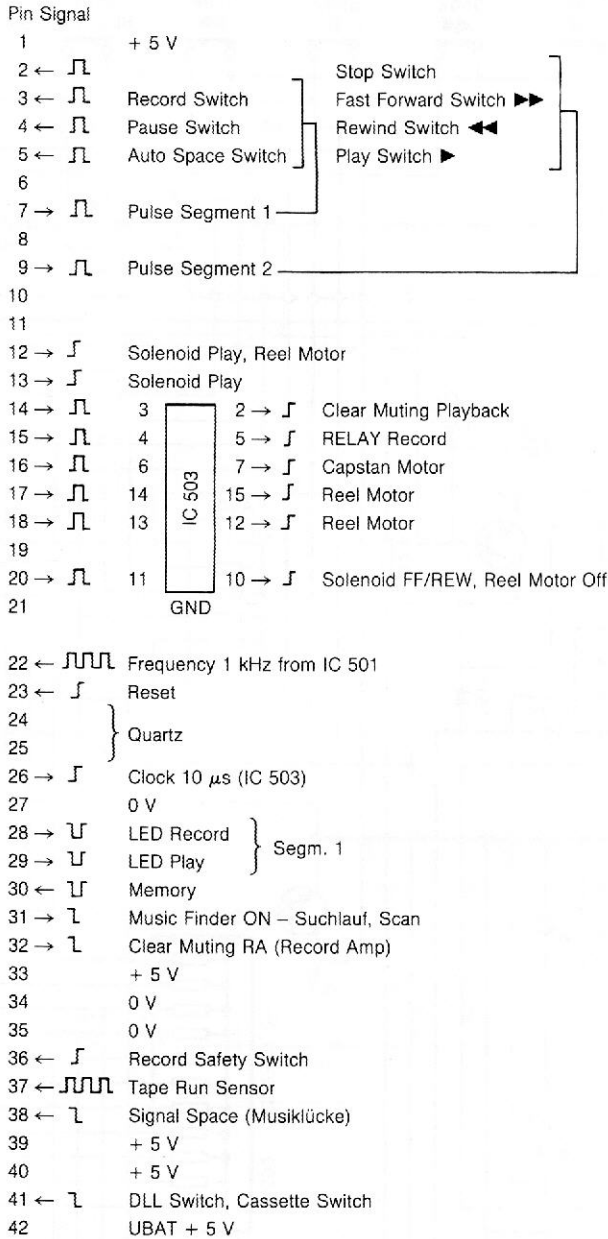 Pin Signal
1 + 5 V
2 ← Stop Switch
3 ← Record Switch Fast Forward Switch ▶▶
4 ← Pause Switch Rewind Switch ◀◀
5 ← Auto Space Switch Play Switch ▶
6
7 → Pulse Segment 1
8
9 → Pulse Segment 2
10
11
12 → Solenoid Play, Reel Motor
13 → Solenoid Play
14 → 3 2 → Clear Muting Playback
15 → 4 5 → RELAY Record
16 → 6 7 → Capstan Motor
17 → 14 15 → Reel Motor
18 → 13 12 → Reel Motor
IC 503
19
20 → 11 10 → Solenoid FF/REW, Reel Motor Off
21 GND
22 ← Frequency 1 kHz from IC 501
23 ← Reset
24
25
Quartz
26 → Clock 10 μs (IC 503)
27 0 V
28 → LED Record
29 → LED Play
Segm. 1
30 ← Memory
31 → Music Finder ON – Suchlauf, Scan
32 → Clear Muting RA (Record Amp)
33 + 5 V
34 0 V
35 0 V
36 ← Record Safety Switch
37 ← Tape Run Sensor
38 ← Signal Space (Musiklücke)
39 + 5 V
40 + 5 V
41 ← DLL Switch, Cassette Switch
42 UBAT + 5 V